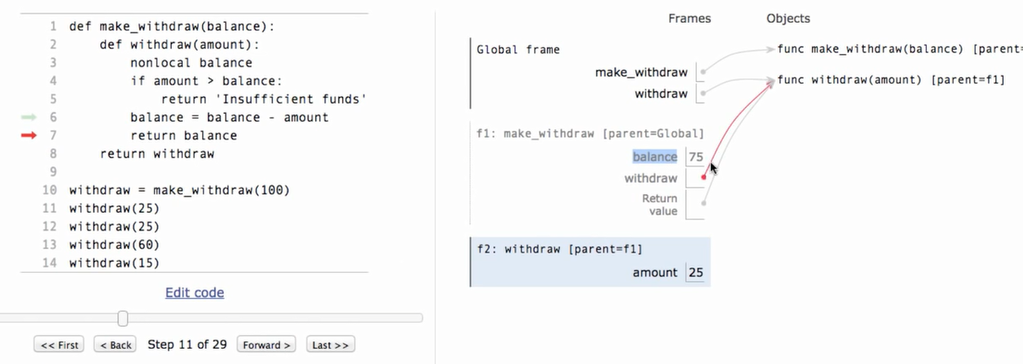 1 def make_withdraw(balance):
2     def withdraw(amount):
3         nonlocal balance
4         if amount > balance:
5             return 'Insufficient funds'
6         balance = balance - amount
7         return balance
8     return withdraw
9
10 withdraw = make_withdraw(100)
11 withdraw(25)
12 withdraw(25)
13 withdraw(60)
14 withdraw(15)
Edit code
<< First < Back Step 11 of 29 Forward > Last >>
Frames Objects
Global frame
make_withdraw
withdraw
func make_withdraw(balance) [parent=
func withdraw(amount) [parent=f1]
f1: make_withdraw [parent=Global]
balance 75
withdraw
Return
value
f2: withdraw [parent=f1]
amount 25